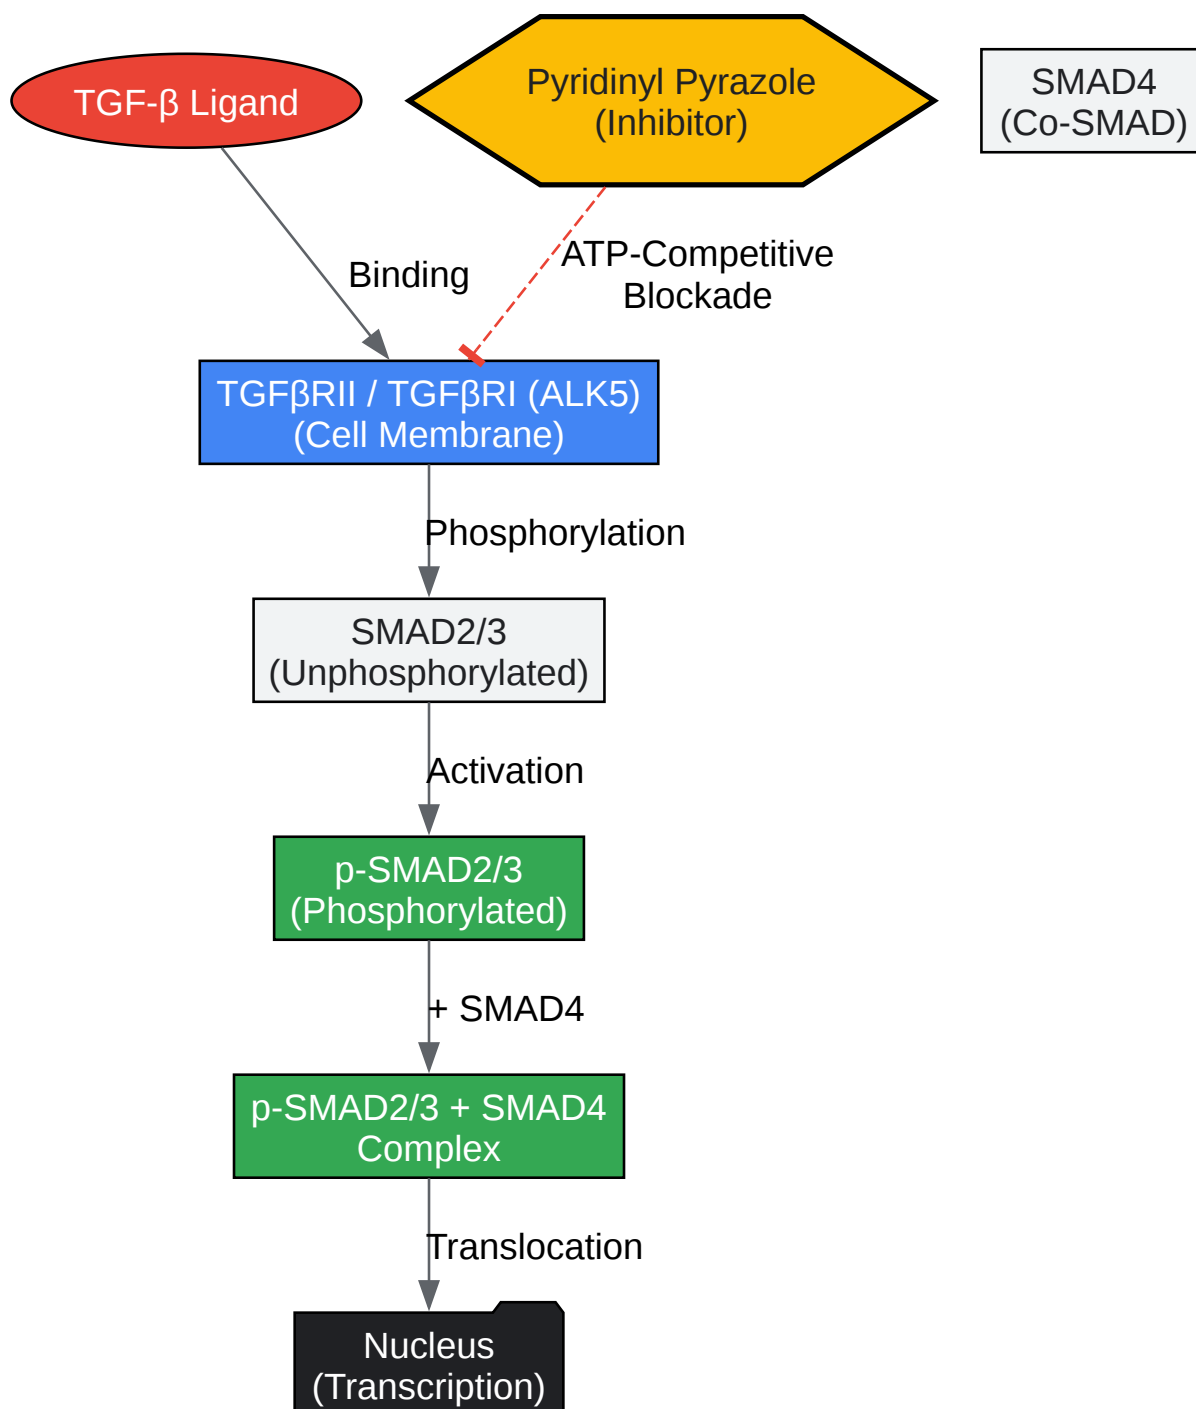 TGF-β Ligand
Pyridinyl Pyrazole
(Inhibitor)
SMAD4
(Co-SMAD)
Binding
ATP-Competitive
Blockade
TGFβRII / TGFβRI (ALK5)
(Cell Membrane)
Phosphorylation
SMAD2/3
(Unphosphorylated)
Activation
p-SMAD2/3
(Phosphorylated)
+ SMAD4
p-SMAD2/3 + SMAD4
Complex
Translocation
Nucleus
(Transcription)